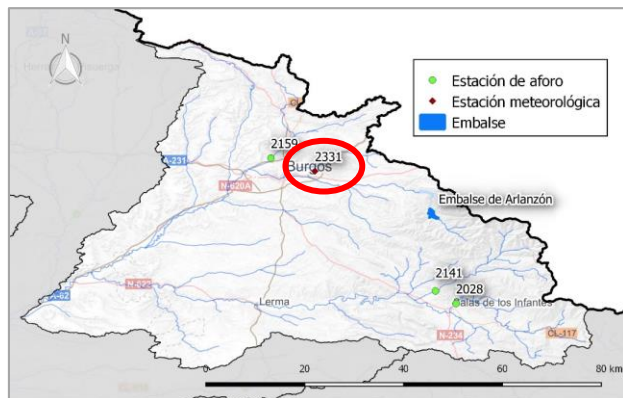 N
Estación de aforo
Estación meteorológica
Embalse
2159
2331
Burgos
A-231
N-620A
Embalse de Arlanzón
2141
2028
Salas de los Infantes
Lerma
A-62
N-234
CL-117
0 20 40 60 80 km